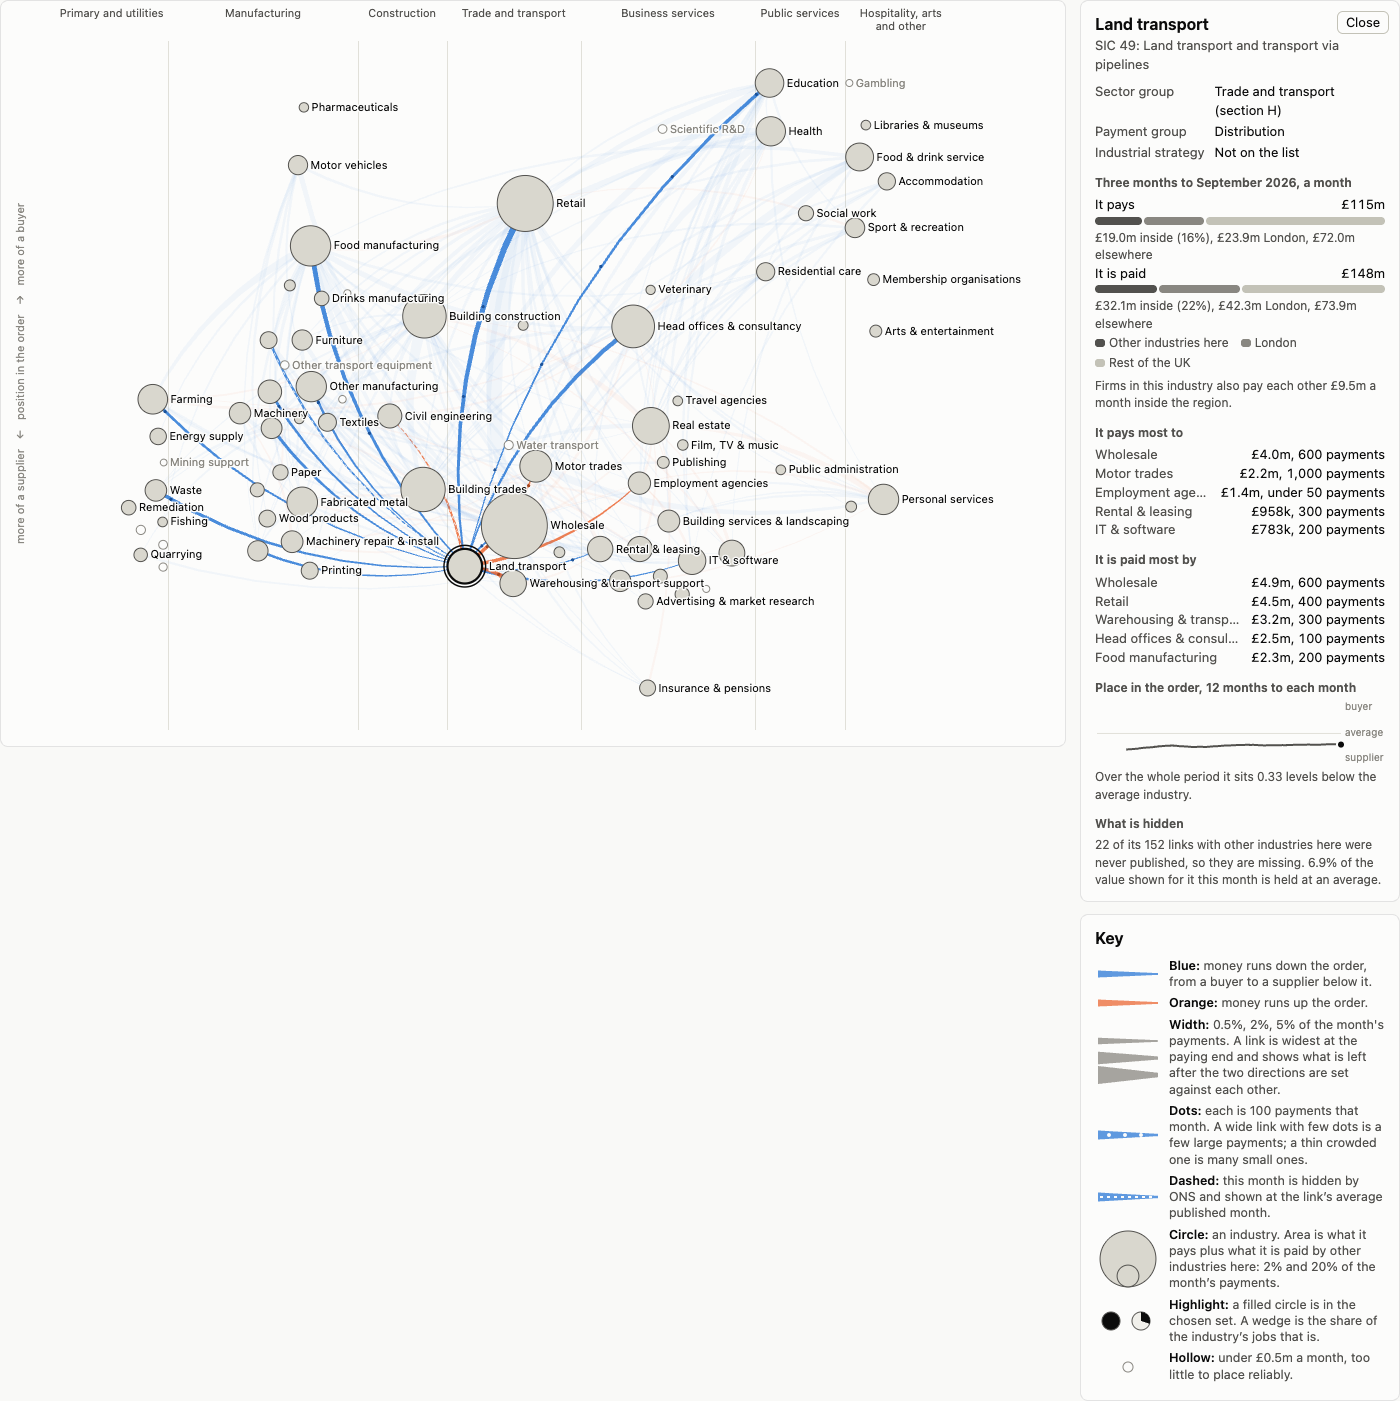 Primary and utilities
Manufacturing
Construction
Trade and transport
Business services
Public services
Hospitality, arts
and other
more of a supplier ← position in the order → more of a buyer
Education
Gambling
Pharmaceuticals
Scientific R&D
Health
Libraries & museums
Motor vehicles
Food & drink service
Accommodation
Retail
Social work
Sport & recreation
Food manufacturing
Residential care
Membership organisations
Drinks manufacturing
Veterinary
Building construction
Head offices & consultancy
Arts & entertainment
Furniture
Other transport equipment
Other manufacturing
Farming
Travel agencies
Machinery
Textiles
Civil engineering
Real estate
Energy supply
Water transport
Film, TV & music
Mining support
Paper
Motor trades
Publishing
Public administration
Waste
Building trades
Employment agencies
Personal services
Remediation
Fabricated metal
Fishing
Wood products
Wholesale
Building services & landscaping
Machinery repair & install
Rental & leasing
Quarrying
IT & software
Printing
Land transport
Warehousing & transport support
Advertising & market research
Insurance & pensions
Land transport
Close
SIC 49: Land transport and transport via
pipelines
Sector group Trade and transport
(section H)
Payment group Distribution
Industrial strategy Not on the list
Three months to September 2026, a month
It pays £115m
£19.0m inside (16%), £23.9m London, £72.0m
elsewhere
It is paid £148m
£32.1m inside (22%), £42.3m London, £73.9m
elsewhere
Other industries here London
Rest of the UK
Firms in this industry also pay each other £9.5m a
month inside the region.
It pays most to
Wholesale £4.0m, 600 payments
Motor trades £2.2m, 1,000 payments
Employment age... £1.4m, under 50 payments
Rental & leasing £958k, 300 payments
IT & software £783k, 200 payments
It is paid most by
Wholesale £4.9m, 600 payments
Retail £4.5m, 400 payments
Warehousing & transp... £3.2m, 300 payments
Head offices & consul... £2.5m, 100 payments
Food manufacturing £2.3m, 200 payments
Place in the order, 12 months to each month
buyer
average
supplier
Over the whole period it sits 0.33 levels below the
average industry.
What is hidden
22 of its 152 links with other industries here were
never published, so they are missing. 6.9% of the
value shown for it this month is held at an average.
Key
Blue: money runs down the order,
from a buyer to a supplier below it.
Orange: money runs up the order.
Width: 0.5%, 2%, 5% of the month's
payments. A link is widest at the
paying end and shows what is left
after the two directions are set
against each other.
Dots: each is 100 payments that
month. A wide link with few dots is a
few large payments; a thin crowded
one is many small ones.
Dashed: this month is hidden by
ONS and shown at the link's average
published month.
Circle: an industry. Area is what it
pays plus what it is paid by other
industries here: 2% and 20% of the
month's payments.
Highlight: a filled circle is in the
chosen set. A wedge is the share of
the industry's jobs that is.
Hollow: under £0.5m a month, too
little to place reliably.